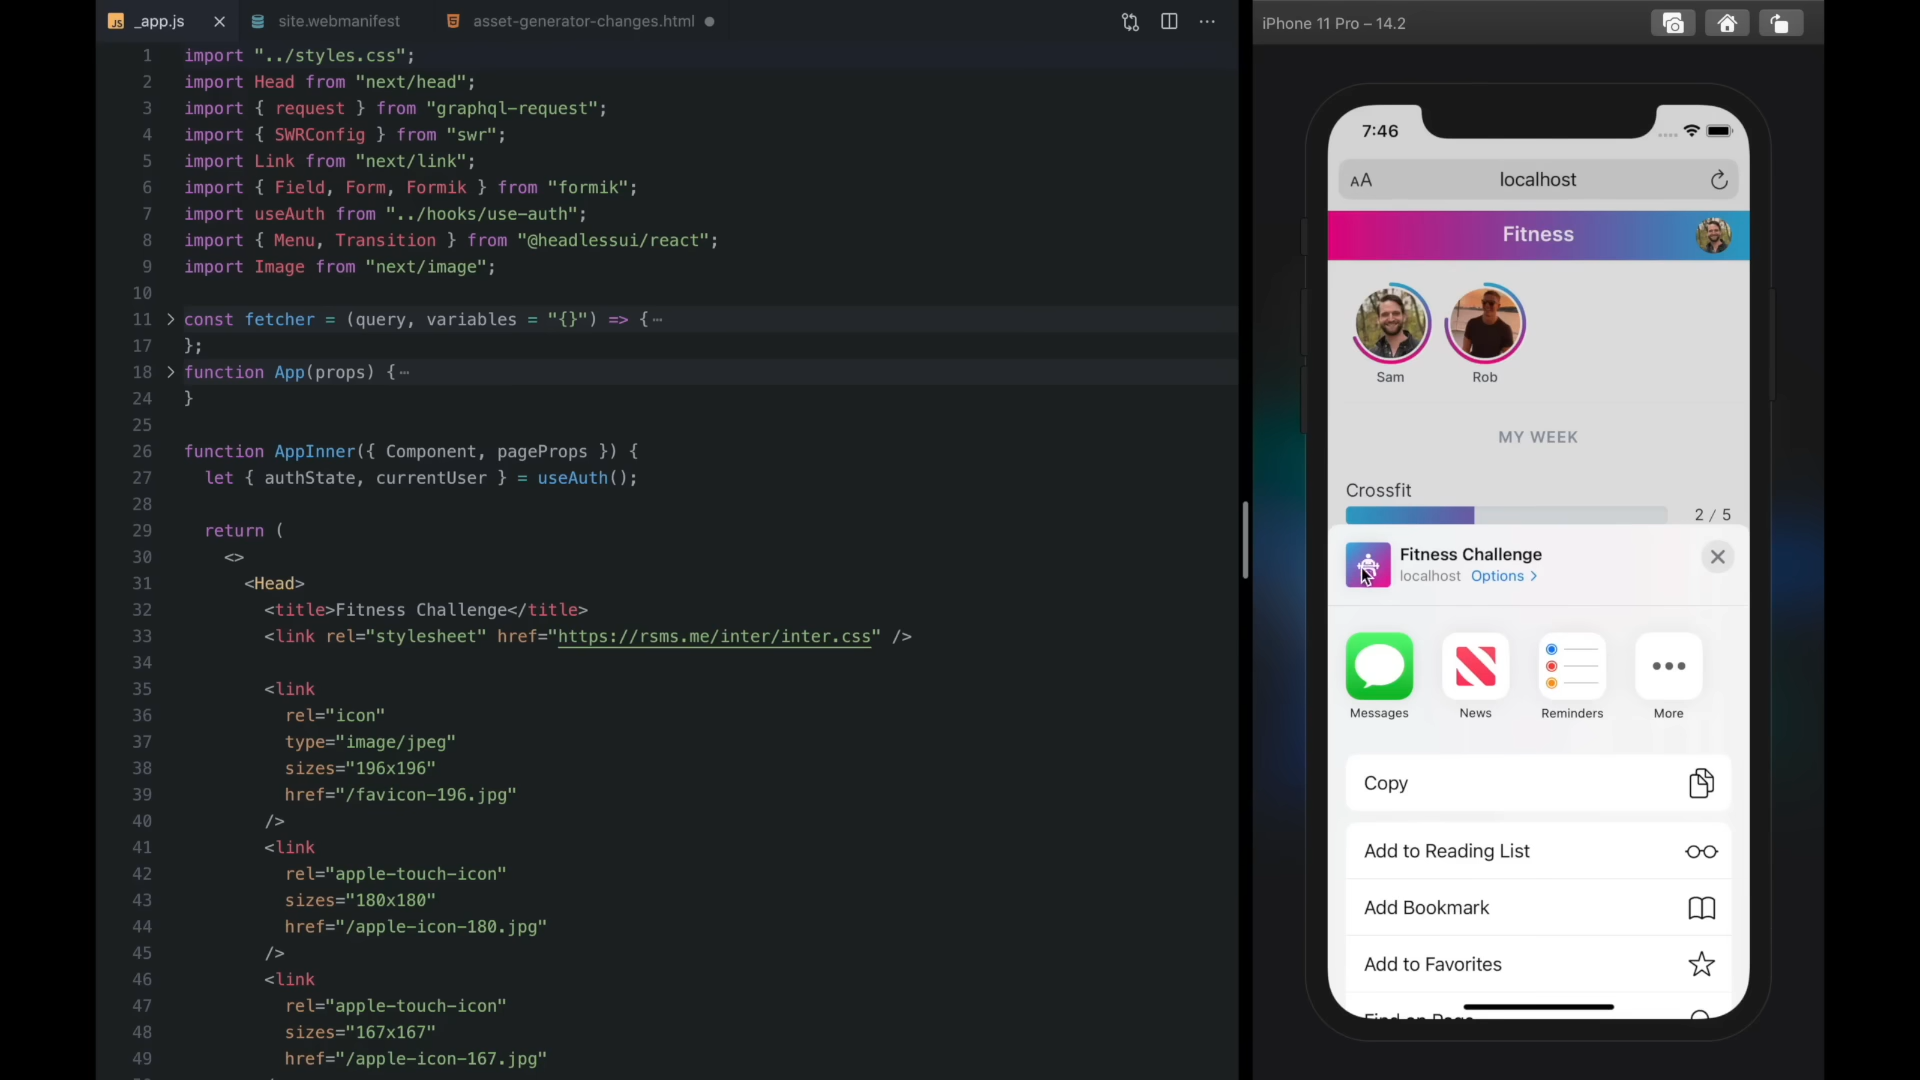 _app.js
site.webmanifest
asset-generator-changes.html
1 import "../styles.css";
2 import Head from "next/head";
3 import { request } from "graphql-request";
4 import { SWRConfig } from "swr";
5 import Link from "next/link";
6 import { Field, Form, Formik } from "formik";
7 import useAuth from "../hooks/use-auth";
8 import { Menu, Transition } from "@headlessui/react";
9 import Image from "next/image";
10
11 const fetcher = (query, variables = "{}") => {…
17 };
18 function App(props) {…
24 }
25
26 function AppInner({ Component, pageProps }) {
27 let { authState, currentUser } = useAuth();
28
29 return (
30 <>
31 <Head>
32 <title>Fitness Challenge</title>
33 <link rel="stylesheet" href="https://rsms.me/inter/inter.css" />
34
35 <link
36 rel="icon"
37 type="image/jpeg"
38 sizes="196x196"
39 href="/favicon-196.jpg"
40 />
41 <link
42 rel="apple-touch-icon"
43 sizes="180x180"
44 href="/apple-icon-180.jpg"
45 />
46 <link
47 rel="apple-touch-icon"
48 sizes="167x167"
49 href="/apple-icon-167.jpg"
iPhone 11 Pro – 14.2
7:46
AA localhost
Fitness
Sam Rob
MY WEEK
Crossfit
2 / 5
Fitness Challenge
localhost Options >
Messages News Reminders More
Copy
Add to Reading List
Add Bookmark
Add to Favorites
Find on Page